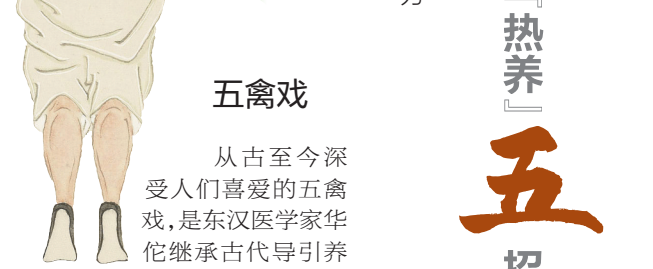 五禽戏
从古至今深
受人们喜爱的五禽
戏，是东汉医学家华
佗继承古代导引养
『热养』
五
招